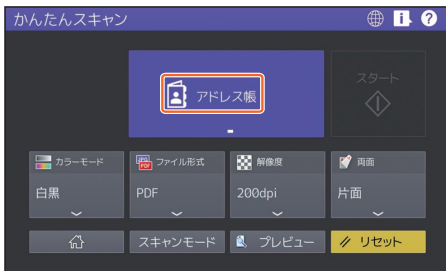 かんたんスキャン
i
?
アドレス帳
スタート
カラーモード
白黒
JPG
PDF
ファイル形式
PDF
解像度
200dpi
両面
片面
スキャンモード
プレビュー
リセット